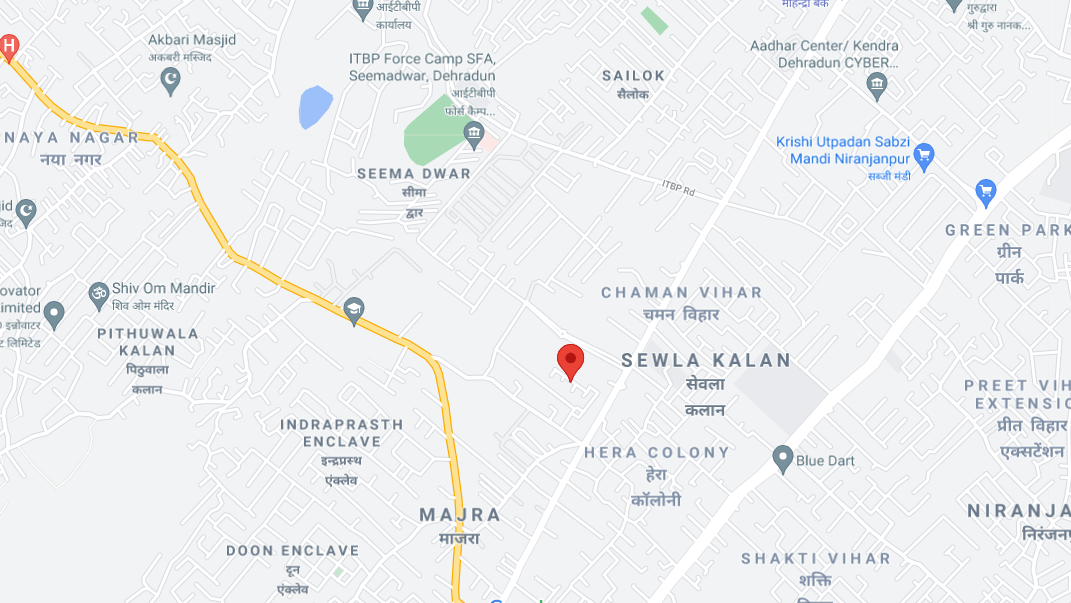 आईटीबीपी
कार्यालय
गुरुद्वारा
श्री गुरु नानक...
Akbari Masjid
अकबरी मस्जिद
ITBP Force Camp SFA,
Seemadwar, Dehradun
आईटीबीपी
फोर्स कैम्प...
SAILOK
सैलोक
Aadhar Center/ Kendra
Dehradun CYBER...
H
NAYA NAGAR
नया नगर
Krishi Utpadan Sabzi
Mandi Niranjanpur
सब्जी मंडी
SEEMA DWAR
सीमा
द्वार
ITBP Rd
GREEN PARK
ग्रीन
पार्क
Shiv Om Mandir
शिव ओम मंदिर
PITHUWALA
KALAN
पिठुवाला
कलान
CHAMAN VIHAR
चमन विहार
SEWLA KALAN
सेवला
कलान
PREET VIH
EXTENSIO
प्रीत विहार
एक्सटेंशन
INDRAPRASTH
ENCLAVE
इन्द्रप्रस्थ
एंक्लेव
HERA COLONY
हेरा
कॉलोनी
Blue Dart
MAJRA
माजरा
NIRANJA
DOON ENCLAVE
दून
एंक्लेव
SHAKTI VIHAR
शक्ति